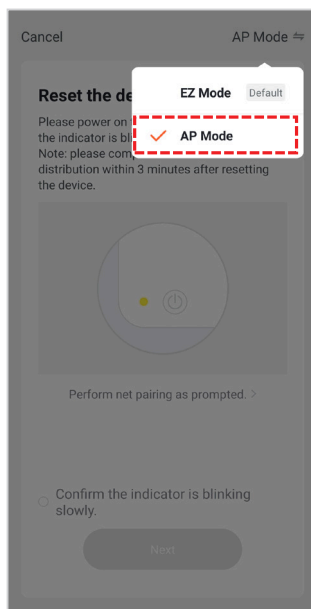 Cancel
AP Mode ⇋
EZ Mode Default
AP Mode
Reset the de
Please power on
the indicator is bl
Note: please com
distribution within 3 minutes after resetting
the device.
Perform net pairing as prompted. >
Confirm the indicator is blinking
slowly.
Next